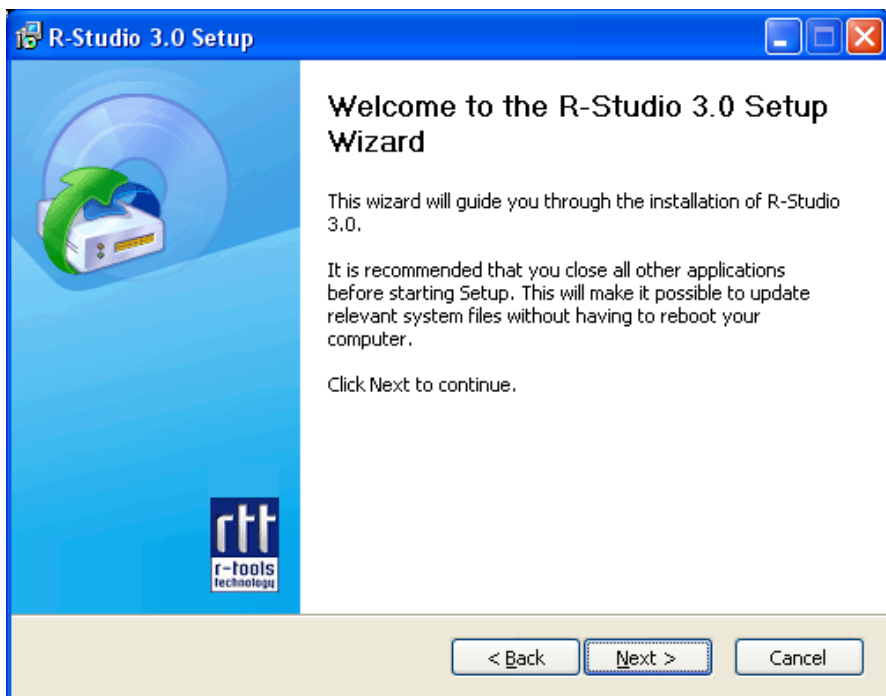 R-Studio 3.0 Setup
Welcome to the R-Studio 3.0 Setup
Wizard
This wizard will guide you through the installation of R-Studio
3.0.
It is recommended that you close all other applications
before starting Setup. This will make it possible to update
relevant system files without having to reboot your
computer.
Click Next to continue.
rtt
r-tools
technology
< Back Next > Cancel